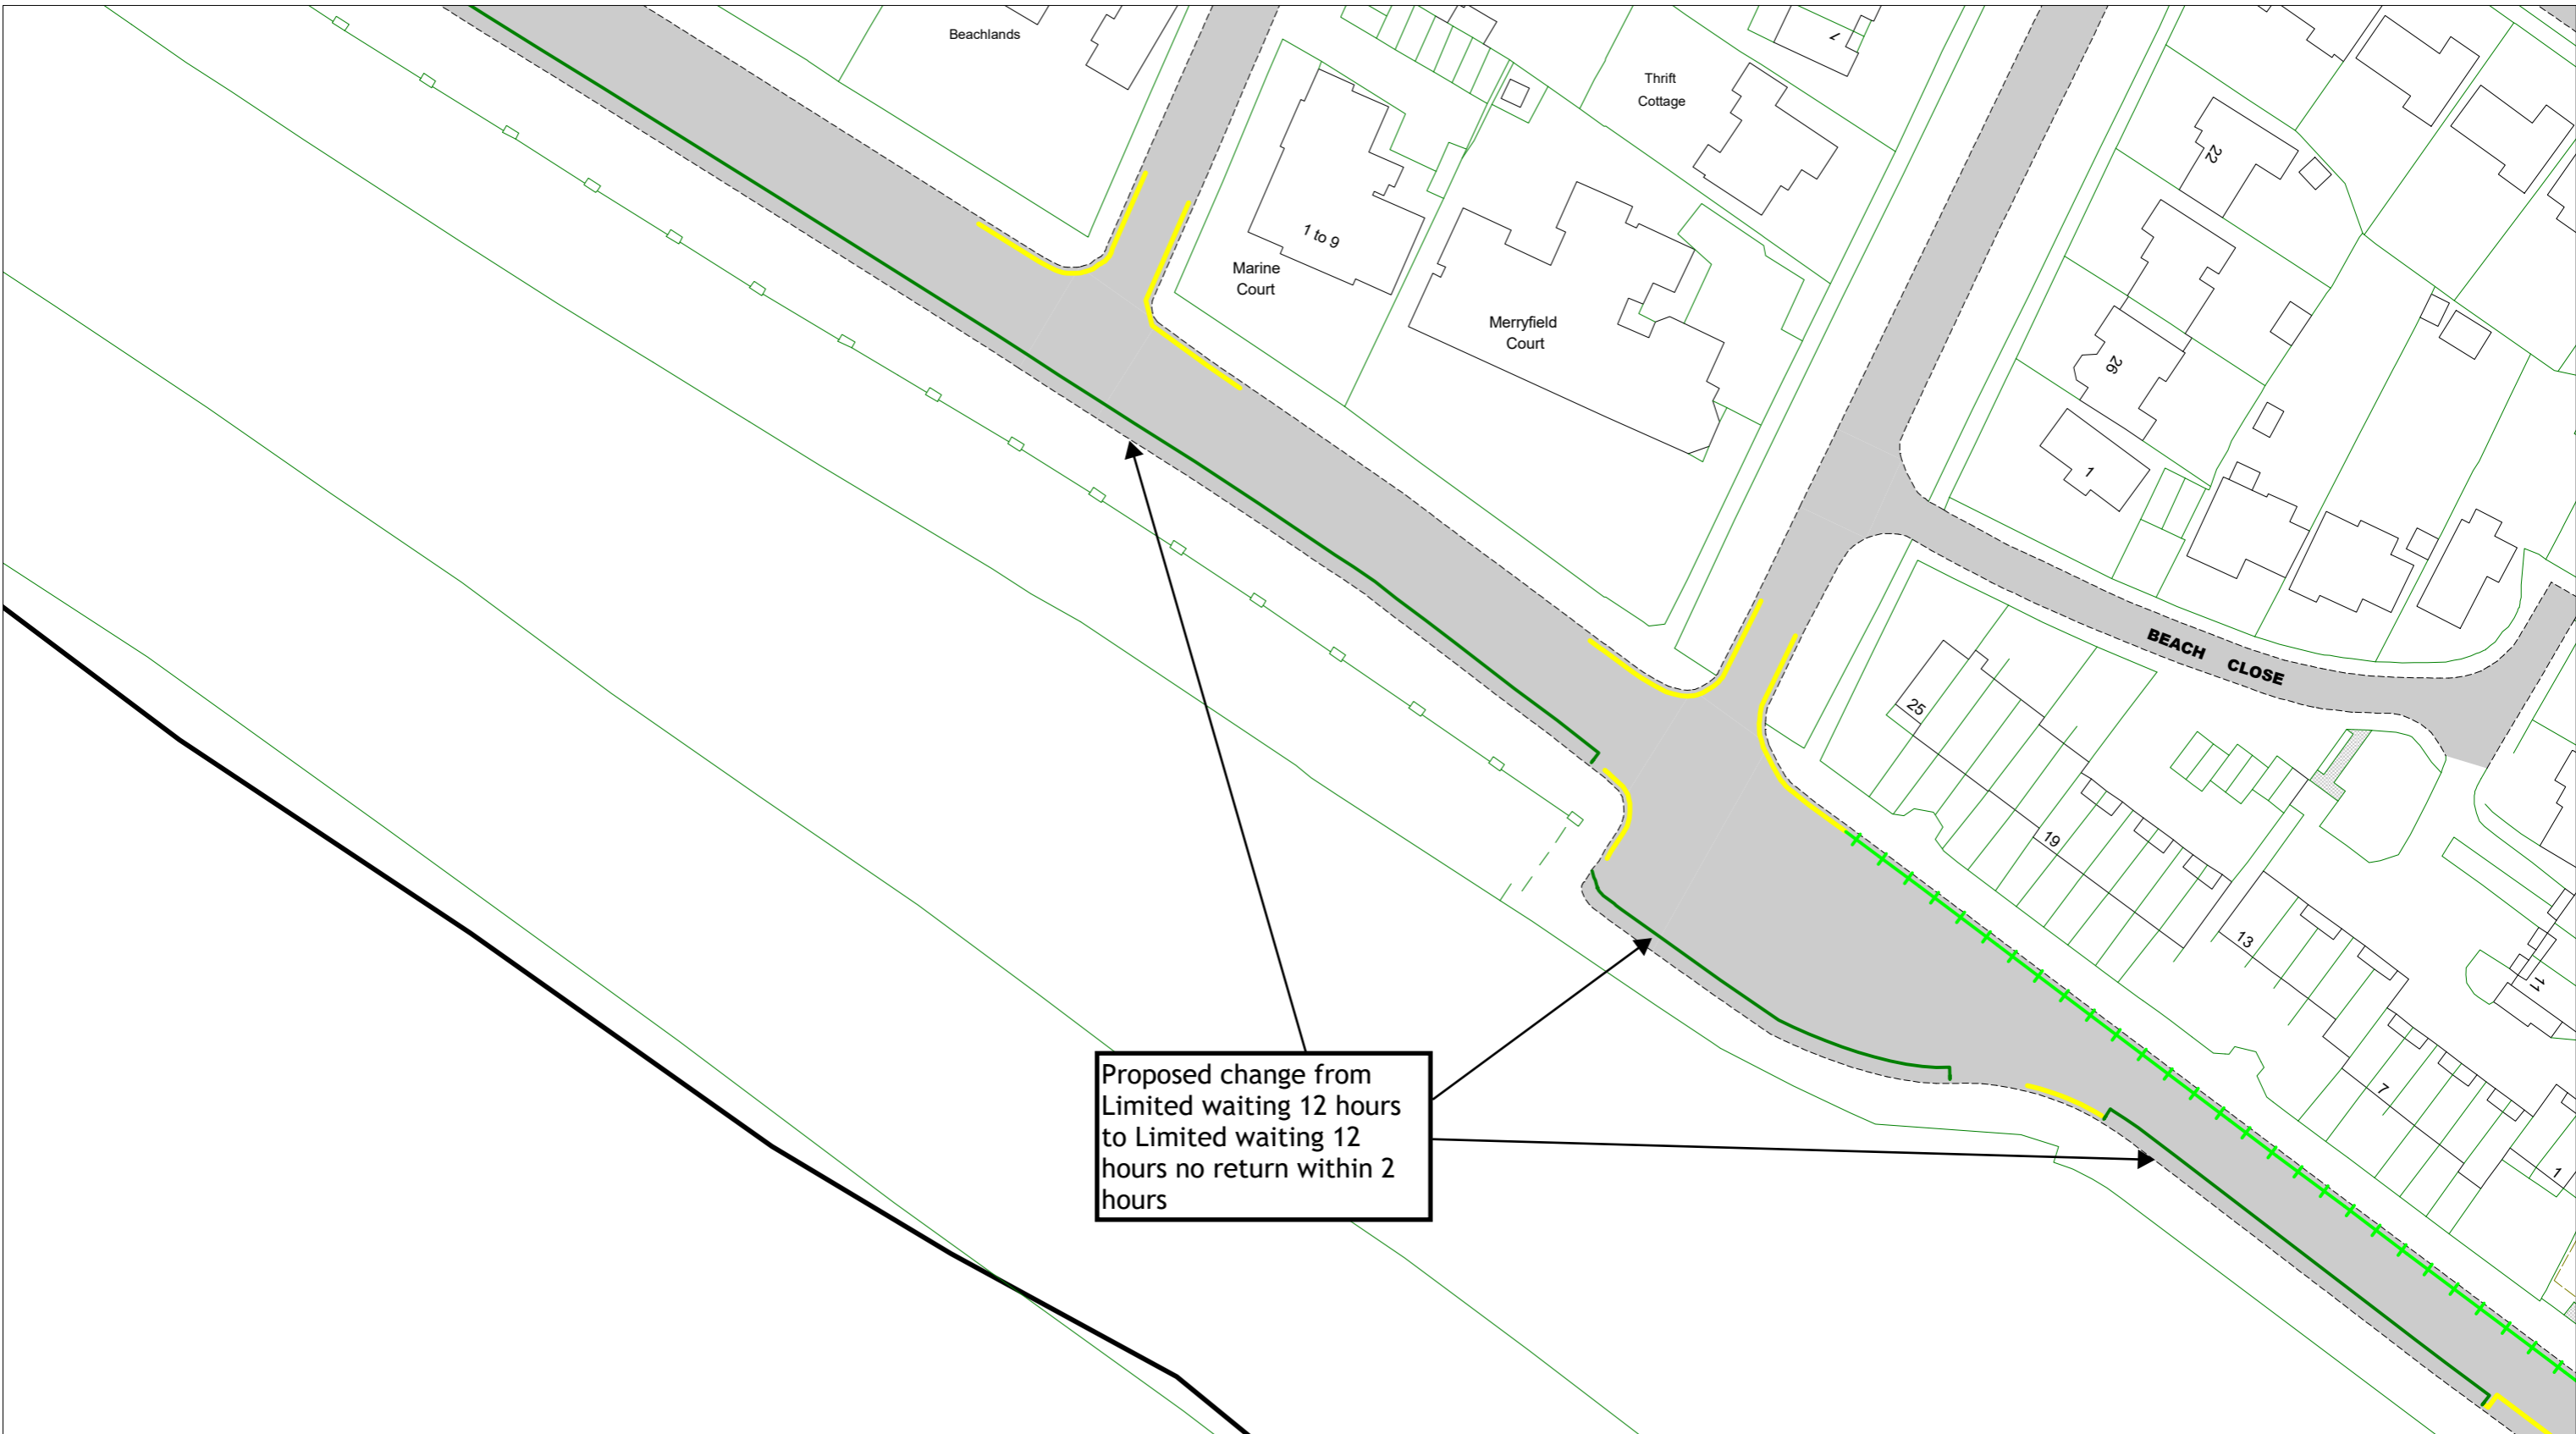 Beachlands
7
Thrift
Cottage
22
1 to 9
Marine
Court
Merryfield
Court
26
1
BEACH CLOSE
25
19
13
11
7
1
Proposed change from
Limited waiting 12 hours
to Limited waiting 12
hours no return within 2
hours